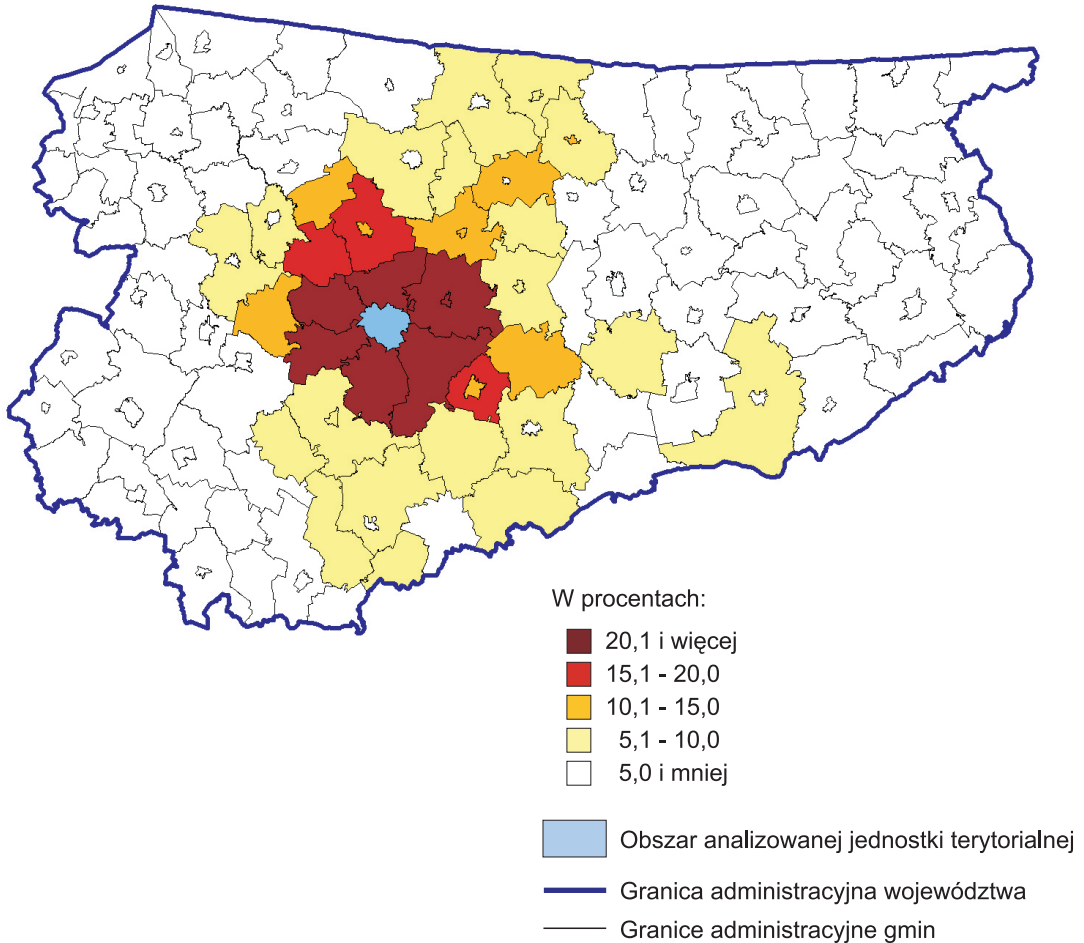 W procentach:
20,1 i więcej
15,1 - 20,0
10,1 - 15,0
5,1 - 10,0
5,0 i mniej
Obszar analizowanej jednostki terytorialnej
Granica administracyjna województwa
Granice administracyjne gmin